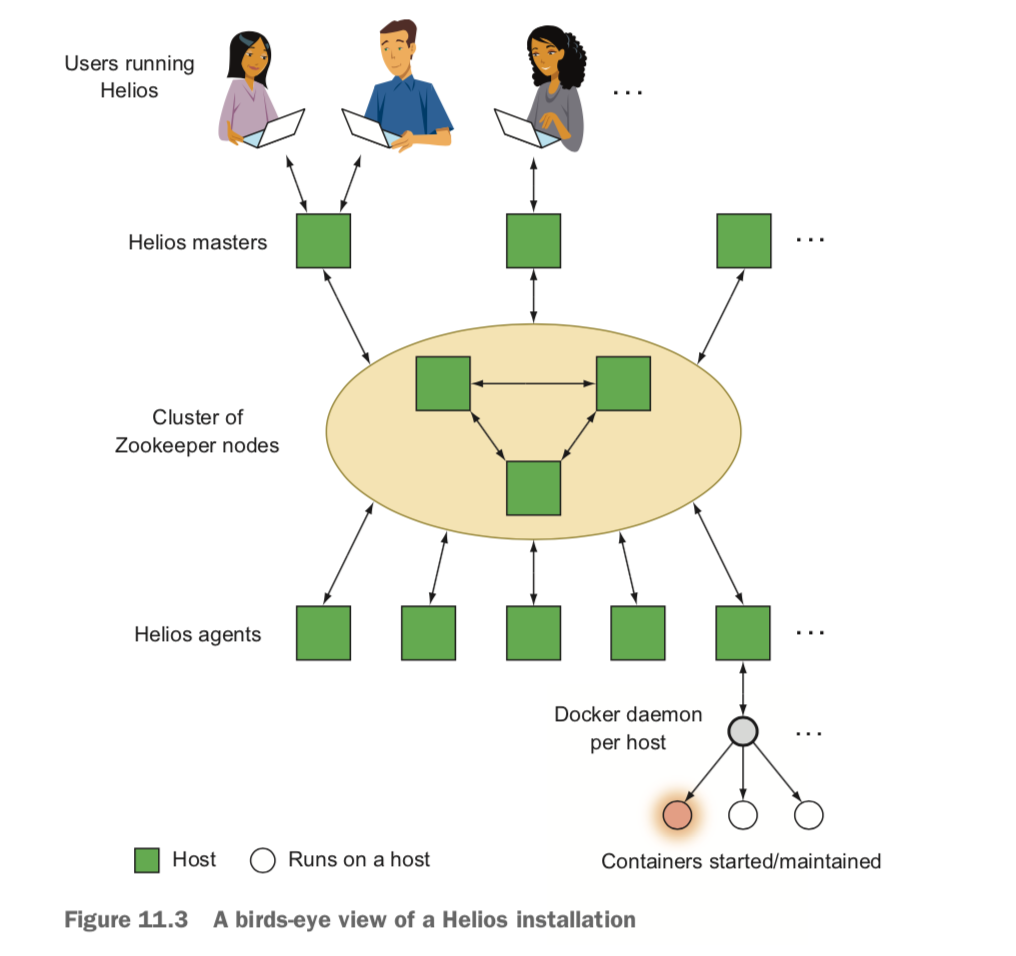 Users running
Helios
...
Helios masters
...
Cluster of
Zookeeper nodes
Helios agents
...
Docker daemon
per host
...
Host
Runs on a host
Containers started/maintained
Figure 11.3 A birds-eye view of a Helios installation